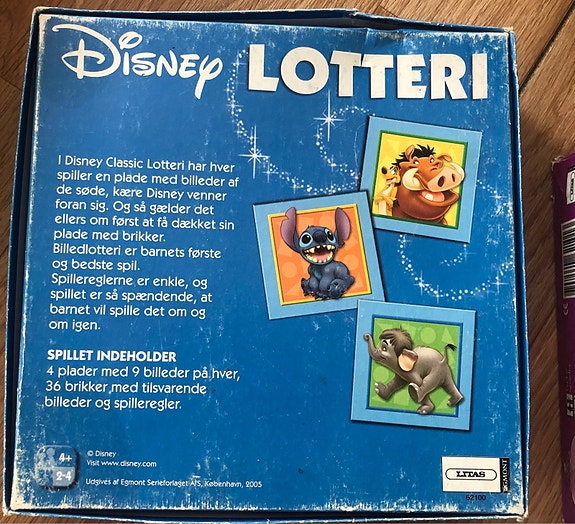 Disney LOTTERI
I Disney Classic Lotteri har hver
spiller en plade med billeder af
de søde, kære Disney venner
foran sig. Og så gælder det
ellers om først at få dækket sin
plade med brikker.
Billedlotteri er barnets første
og bedste spil.
Spillereglerne er enkle, og
spillet er så spændende, at
barnet vil spille det om og
om igen.
SPILLET INDEHOLDER
4 plader med 9 billeder på hver,
36 brikker med tilsvarende
billeder og spilleregler.
4+
2-4
© Disney
Visit www.disney.com
Udgives af Egmont Serieforlaget A/S, København, 2005
LITAS
EGMONT
62100